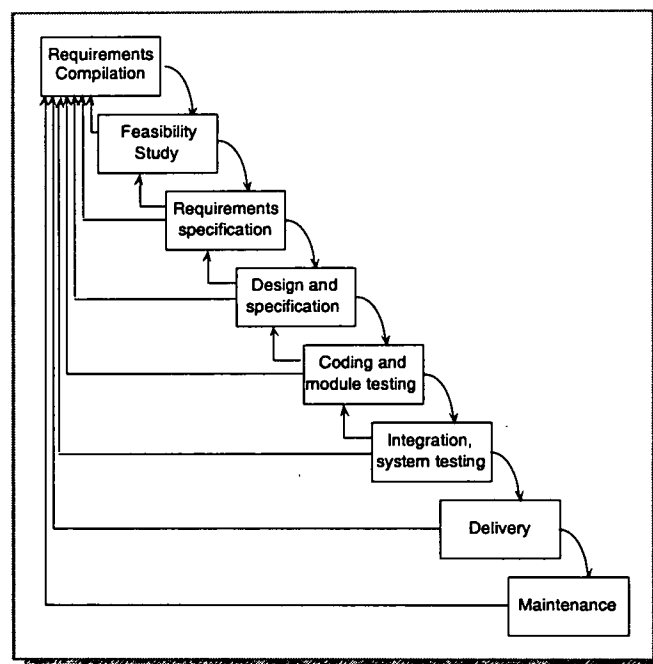 Requirements
Compilation
Feasibility
Study
Requirements
specification
Design and
specification
Coding and
module testing
Integration,
system testing
Delivery
Maintenance